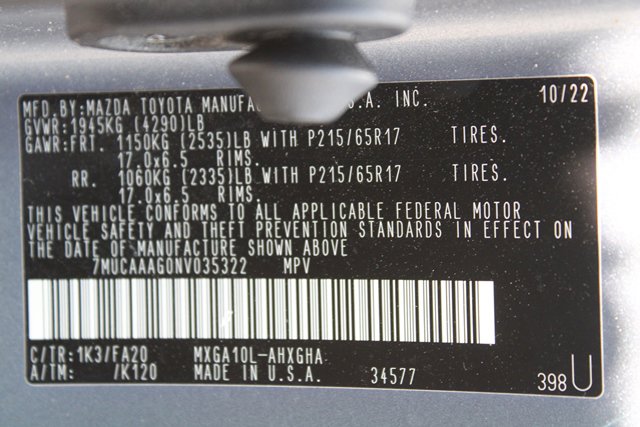 MFD.BY:MAZDA TOYOTA MANUFAC S.A. INC. 10/22
GVWR:1945KG (4290)LB
GAWR:FRT. 1150KG (2535)LB WITH P215/65R17 TIRES.
17.0x6.5 RIMS.
RR. 1060KG (2335)LB WITH P215/65R17 TIRES.
17.0x6.5 RIMS.
THIS VEHICLE CONFORMS TO ALL APPLICABLE FEDERAL MOTOR
VEHICLE SAFETY AND THEFT PREVENTION STANDARDS IN EFFECT ON
THE DATE OF MANUFACTURE SHOWN ABOVE
7MUCAAAG0NV035322 MPV
C/TR:1K3/FA20 MXGA10L-AHXGHA
A/TM: /K120 MADE IN U.S.A. 34577
398 U